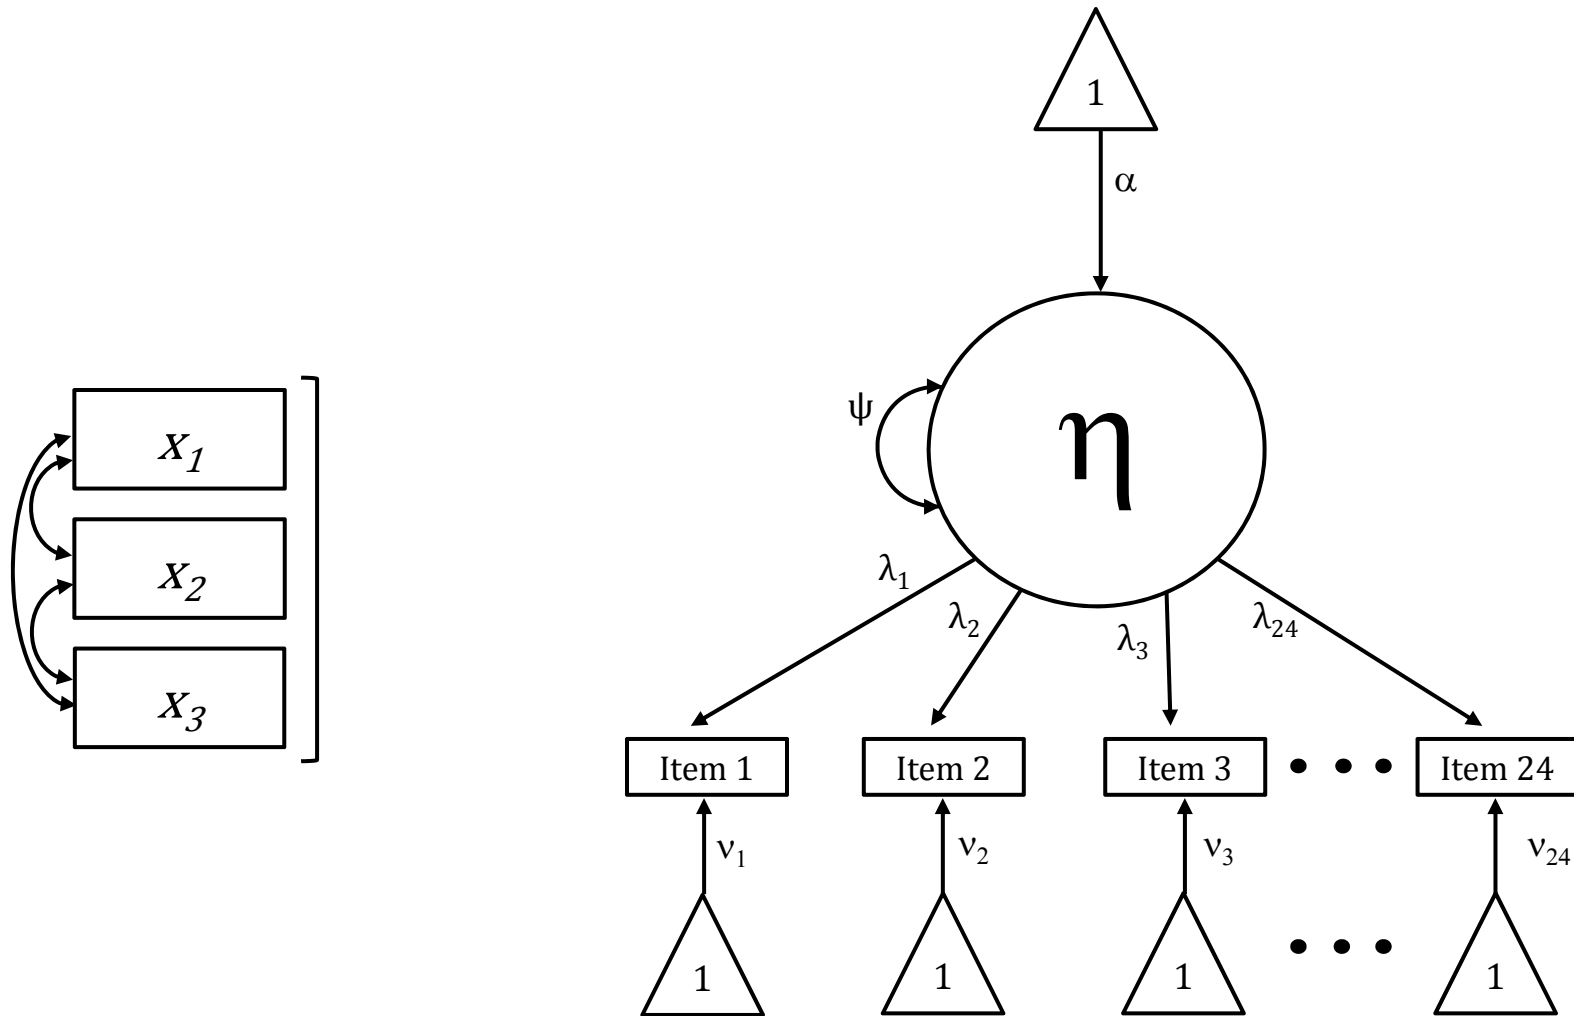 1
α
x₁
x₂
x₃
ψ
η
λ₁
λ₂
λ₃
λ₂₄
Item 1 Item 2 Item 3 • • • Item 24
ν₁ ν₂ ν₃ ν₂₄
1 1 1 • • • 1